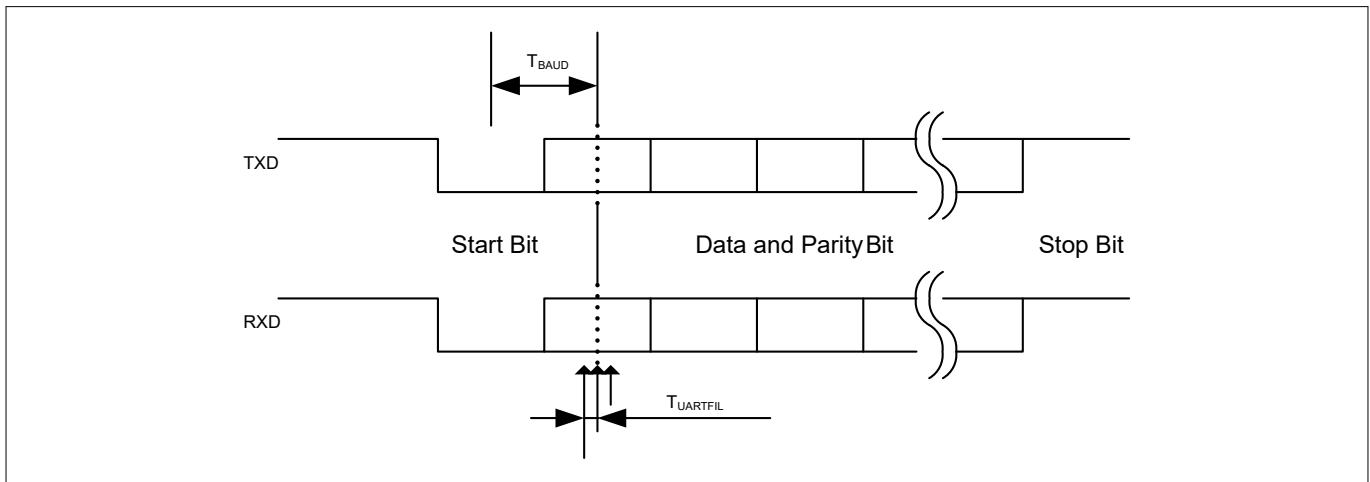 TBAUD
TXD
Start Bit Data and Parity Bit Stop Bit
RXD
TUARTFIL